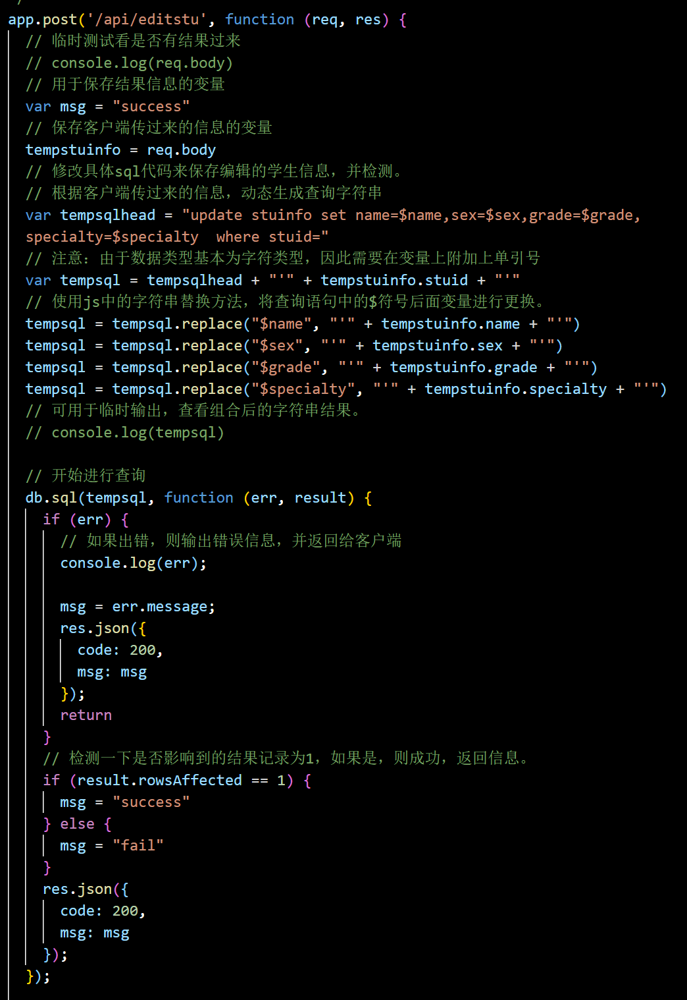 app.post('/api/editstu', function (req, res) {
// 临时测试看是否有结果过来
// console.log(req.body)
// 用于保存结果信息的变量
var msg = "success"
// 保存客户端传过来的信息的变量
tempstuinfo = req.body
// 修改具体sql代码来保存编辑的学生信息，并检测。
// 根据客户端传过来的信息，动态生成查询字符串
var tempsqlhead = "update stuinfo set name=$name,sex=$sex,grade=$grade,
specialty=$specialty  where stuid="
// 注意：由于数据类型基本为字符类型，因此需要在变量上附加上单引号
var tempsql = tempsqlhead + "'" + tempstuinfo.stuid + "'"
// 使用js中的字符串替换方法，将查询语句中的$符号后面变量进行更换。
tempsql = tempsql.replace("$name", "'" + tempstuinfo.name + "'")
tempsql = tempsql.replace("$sex", "'" + tempstuinfo.sex + "'")
tempsql = tempsql.replace("$grade", "'" + tempstuinfo.grade + "'")
tempsql = tempsql.replace("$specialty", "'" + tempstuinfo.specialty + "'")
// 可用于临时输出，查看组合后的字符串结果。
// console.log(tempsql)
// 开始进行查询
db.sql(tempsql, function (err, result) {
if (err) {
// 如果出错，则输出错误信息，并返回给客户端
console.log(err);
msg = err.message;
res.json({
code: 200,
msg: msg
});
return
}
// 检测一下是否影响到的结果记录为1，如果是，则成功，返回信息。
if (result.rowsAffected == 1) {
msg = "success"
} else {
msg = "fail"
}
res.json({
code: 200,
msg: msg
});
});